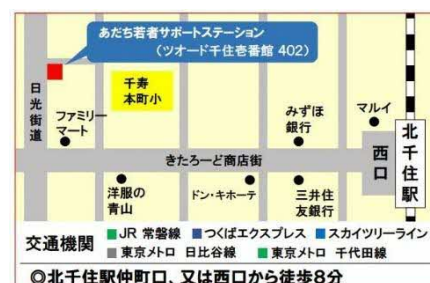 あだち若者サポートステーション
(ツオード千住壱番館 402)
日光街道
千寿
本町小
ファミリー
マート
みずほ
銀行
マルイ
北千住駅
西口
きたろーど商店街
洋服の
青山
ドン・キホーテ
三井住
友銀行
交通機関
■JR 常磐線 ■つくばエクスプレス ■スカイツリーライン
■東京メトロ 日比谷線 ■東京メトロ 千代田線
◎北千住駅仲町口、又は西口から徒歩8分